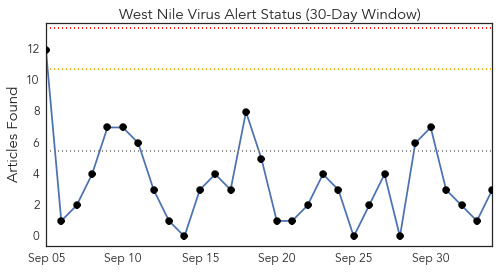 West Nile Virus Alert Status (30-Day Window)
Articles Found
12
10
8
6
4
2
0
Sep 05 Sep 10 Sep 15 Sep 20 Sep 25 Sep 30